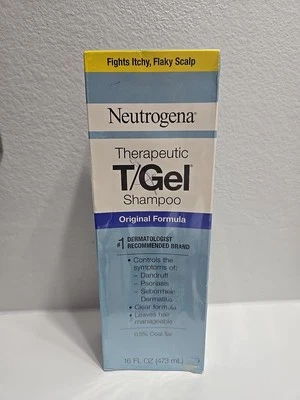 Fights Itchy, Flaky Scalp
Neutrogena®
Therapeutic
T/Gel®
Shampoo
Original Formula
#1 DERMATOLOGIST
RECOMMENDED BRAND
• Controls the
symptoms of:
– Dandruff
– Psoriasis
– Seborrheic
Dermatitis
• Clear formula
• Leaves hair
manageable
0.5% Coal Tar
16 FL OZ (473 mL)